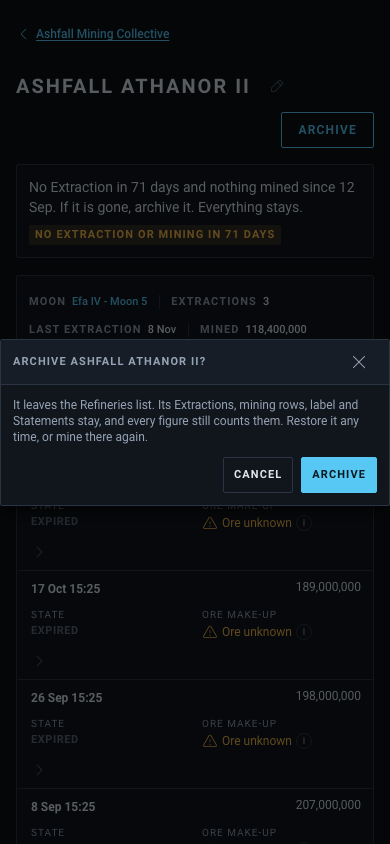 Ashfall Mining Collective
ASHFALL ATHANOR II
ARCHIVE
No Extraction in 71 days and nothing mined since 12
Sep. If it is gone, archive it. Everything stays.
NO EXTRACTION OR MINING IN 71 DAYS
MOON Efa IV - Moon 5 EXTRACTIONS 3
LAST EXTRACTION 8 Nov MINED 118,400,000
ARCHIVE ASHFALL ATHANOR II?
It leaves the Refineries list. Its Extractions, mining rows, label and
Statements stay, and every figure still counts them. Restore it any
time, or mine there again.
CANCEL ARCHIVE
STATE ORE MAKE-UP
EXPIRED Ore unknown
17 Oct 15:25 189,000,000
STATE ORE MAKE-UP
EXPIRED Ore unknown
26 Sep 15:25 198,000,000
STATE ORE MAKE-UP
EXPIRED Ore unknown
8 Sep 15:25 207,000,000
STATE ORE MAKE-UP